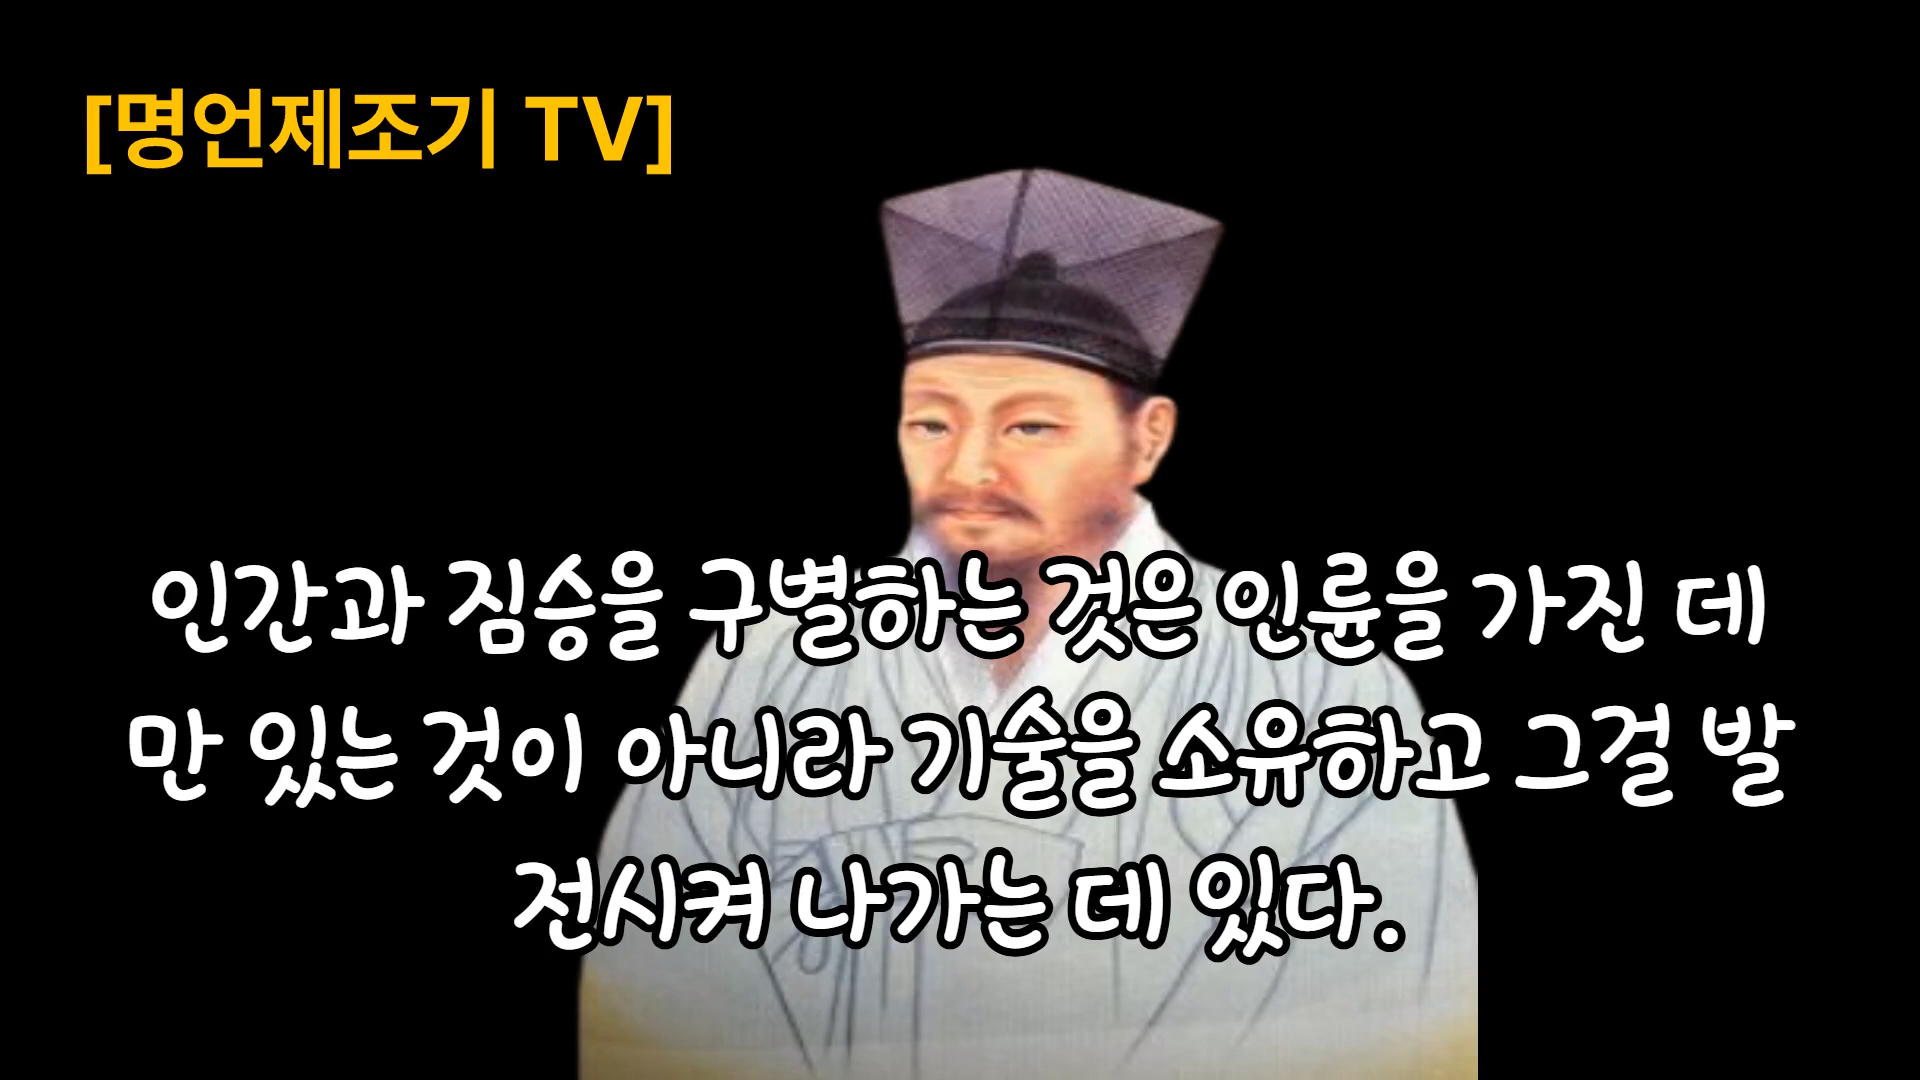 [명언제조기 TV]
인간과 짐승을 구별하는 것은 인륜을 가진 데
만 있는 것이 아니라 기술을 소유하고 그걸 발
전시켜 나가는 데 있다.